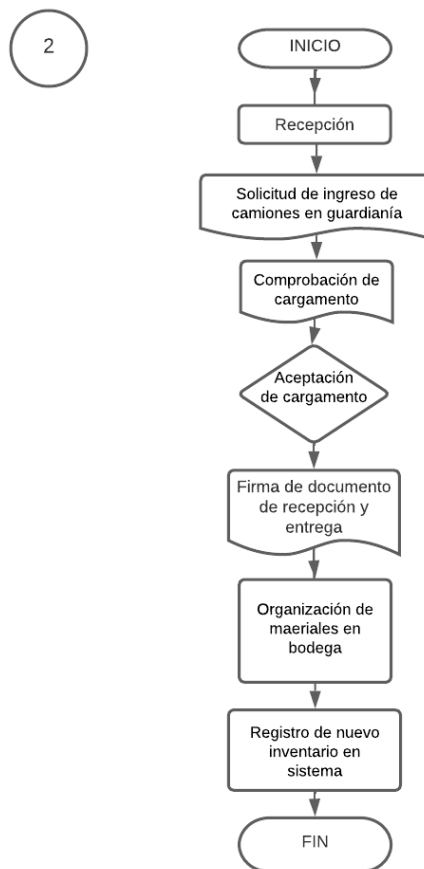 2
INICIO
Recepción
Solicitud de ingreso de
camiones en guardianía
Comprobación de
cargamento
Aceptación
de cargamento
Firma de documento
de recepción y
entrega
Organización de
maeriales en
bodega
Registro de nuevo
inventario en
sistema
FIN